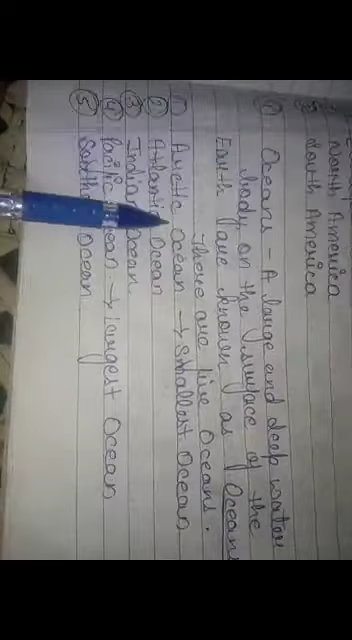 North America
South America
Oceans - A large and deep water
body on the surface of the
Earth are known as Oceans
There are five Oceans.
① Arctic Ocean → Smallest Ocean
② Atlantic Ocean
③ Indian Ocean
④ Pacific Ocean → largest Ocean
⑤ Ocean